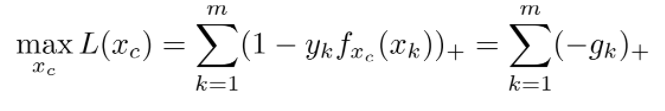 \max_{x_c} L(x_c) = \sum_{k=1}^{m} (1 - y_k f_{x_c}(x_k))_+ = \sum_{k=1}^{m} (-g_k)_+